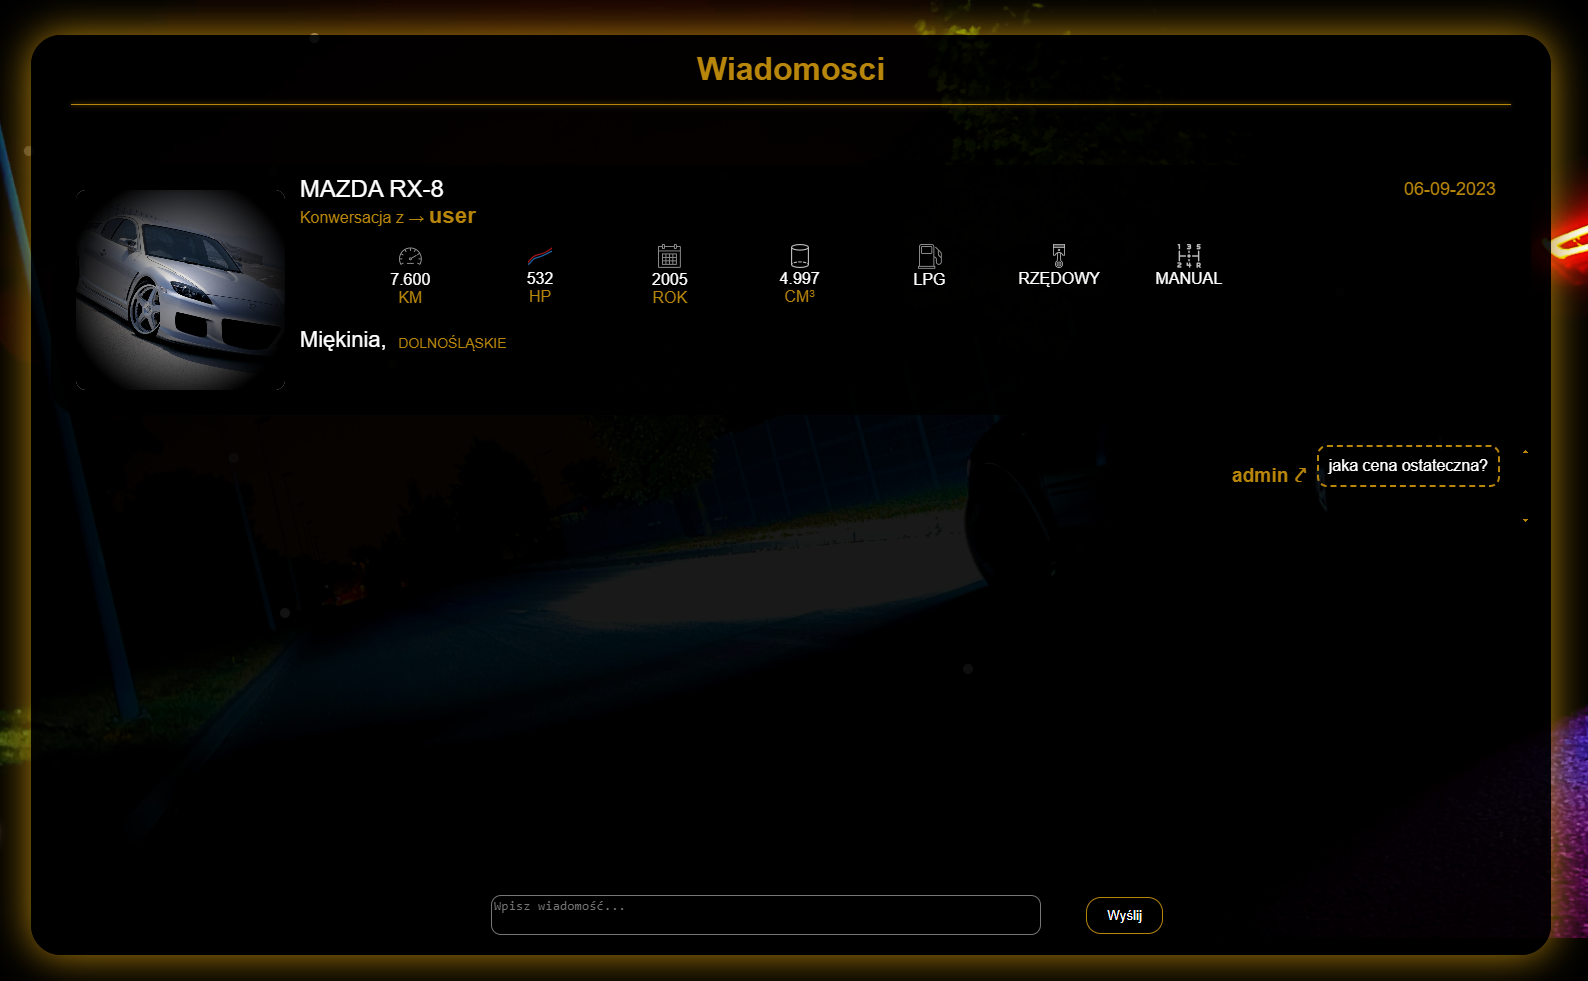 Wiadomosci
MAZDA RX-8
06-09-2023
Konwersacja z → user
7.600
KM
532
HP
2005
ROK
4.997
CM³
LPG
RZĘDOWY
MANUAL
Miękinia, DOLNOŚLĄSKIE
admin
jaka cena ostateczna?
Wpisz wiadomość...
Wyślij